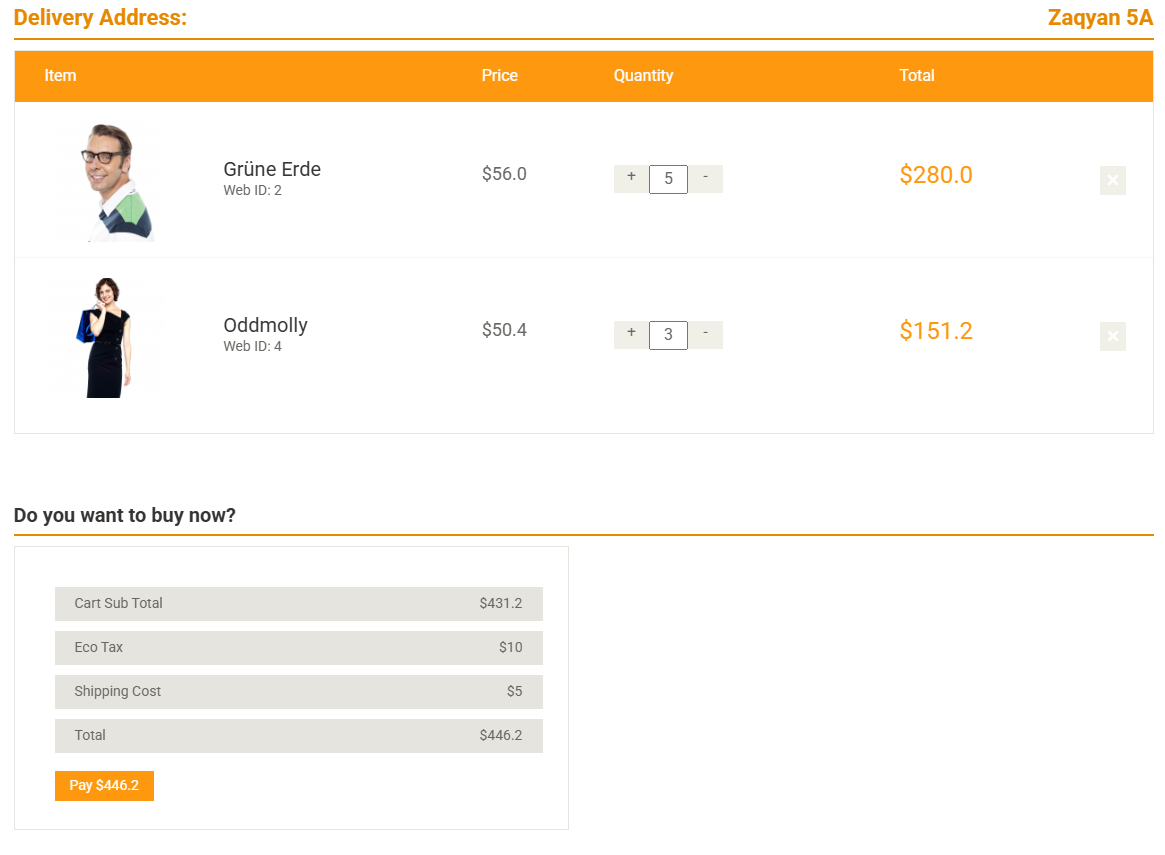 Delivery Address: Zaqyan 5A
Item Price Quantity Total
Grüne Erde
Web ID: 2
$56.0
+ 5 -
$280.0
×
Oddmolly
Web ID: 4
$50.4
+ 3 -
$151.2
×
Do you want to buy now?
Cart Sub Total $431.2
Eco Tax $10
Shipping Cost $5
Total $446.2
Pay $446.2